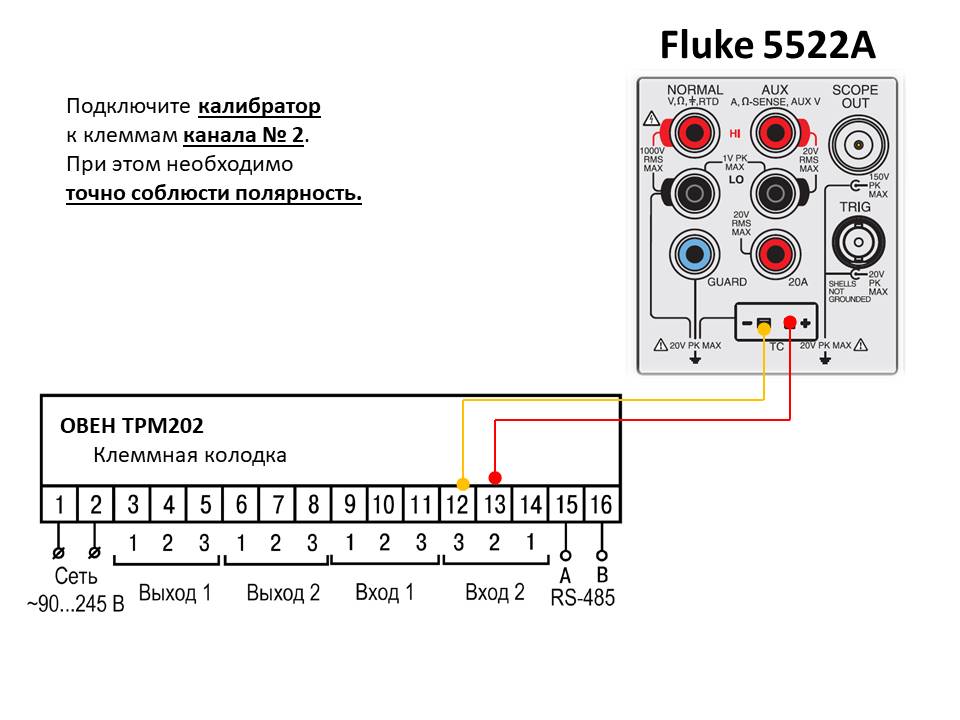 Fluke 5522A
Подключите калибратор
к клеммам канала № 2.
При этом необходимо
точно соблюсти полярность.
NORMAL
V,Ω,⏚,RTD
AUX
A, Ω-SENSE, AUX V
SCOPE
OUT
HI
1000V
RMS
MAX
1V PK
MAX
20V
RMS
MAX
LO
150V
PK
MAX
TRIG
20V
RMS
MAX
GUARD
20A
SHELLS
NOT
GROUNDED
20V
PK
MAX
- +
20V PK MAX
TC
20V PK MAX
ОВЕН ТРМ202
Клеммная колодка
1 2 3 4 5 6 7 8 9 10 11 12 13 14 15 16
1 2 3 1 2 3 1 2 3 3 2 1
A B
Сеть
~90...245 В
Выход 1
Выход 2
Вход 1
Вход 2
RS-485